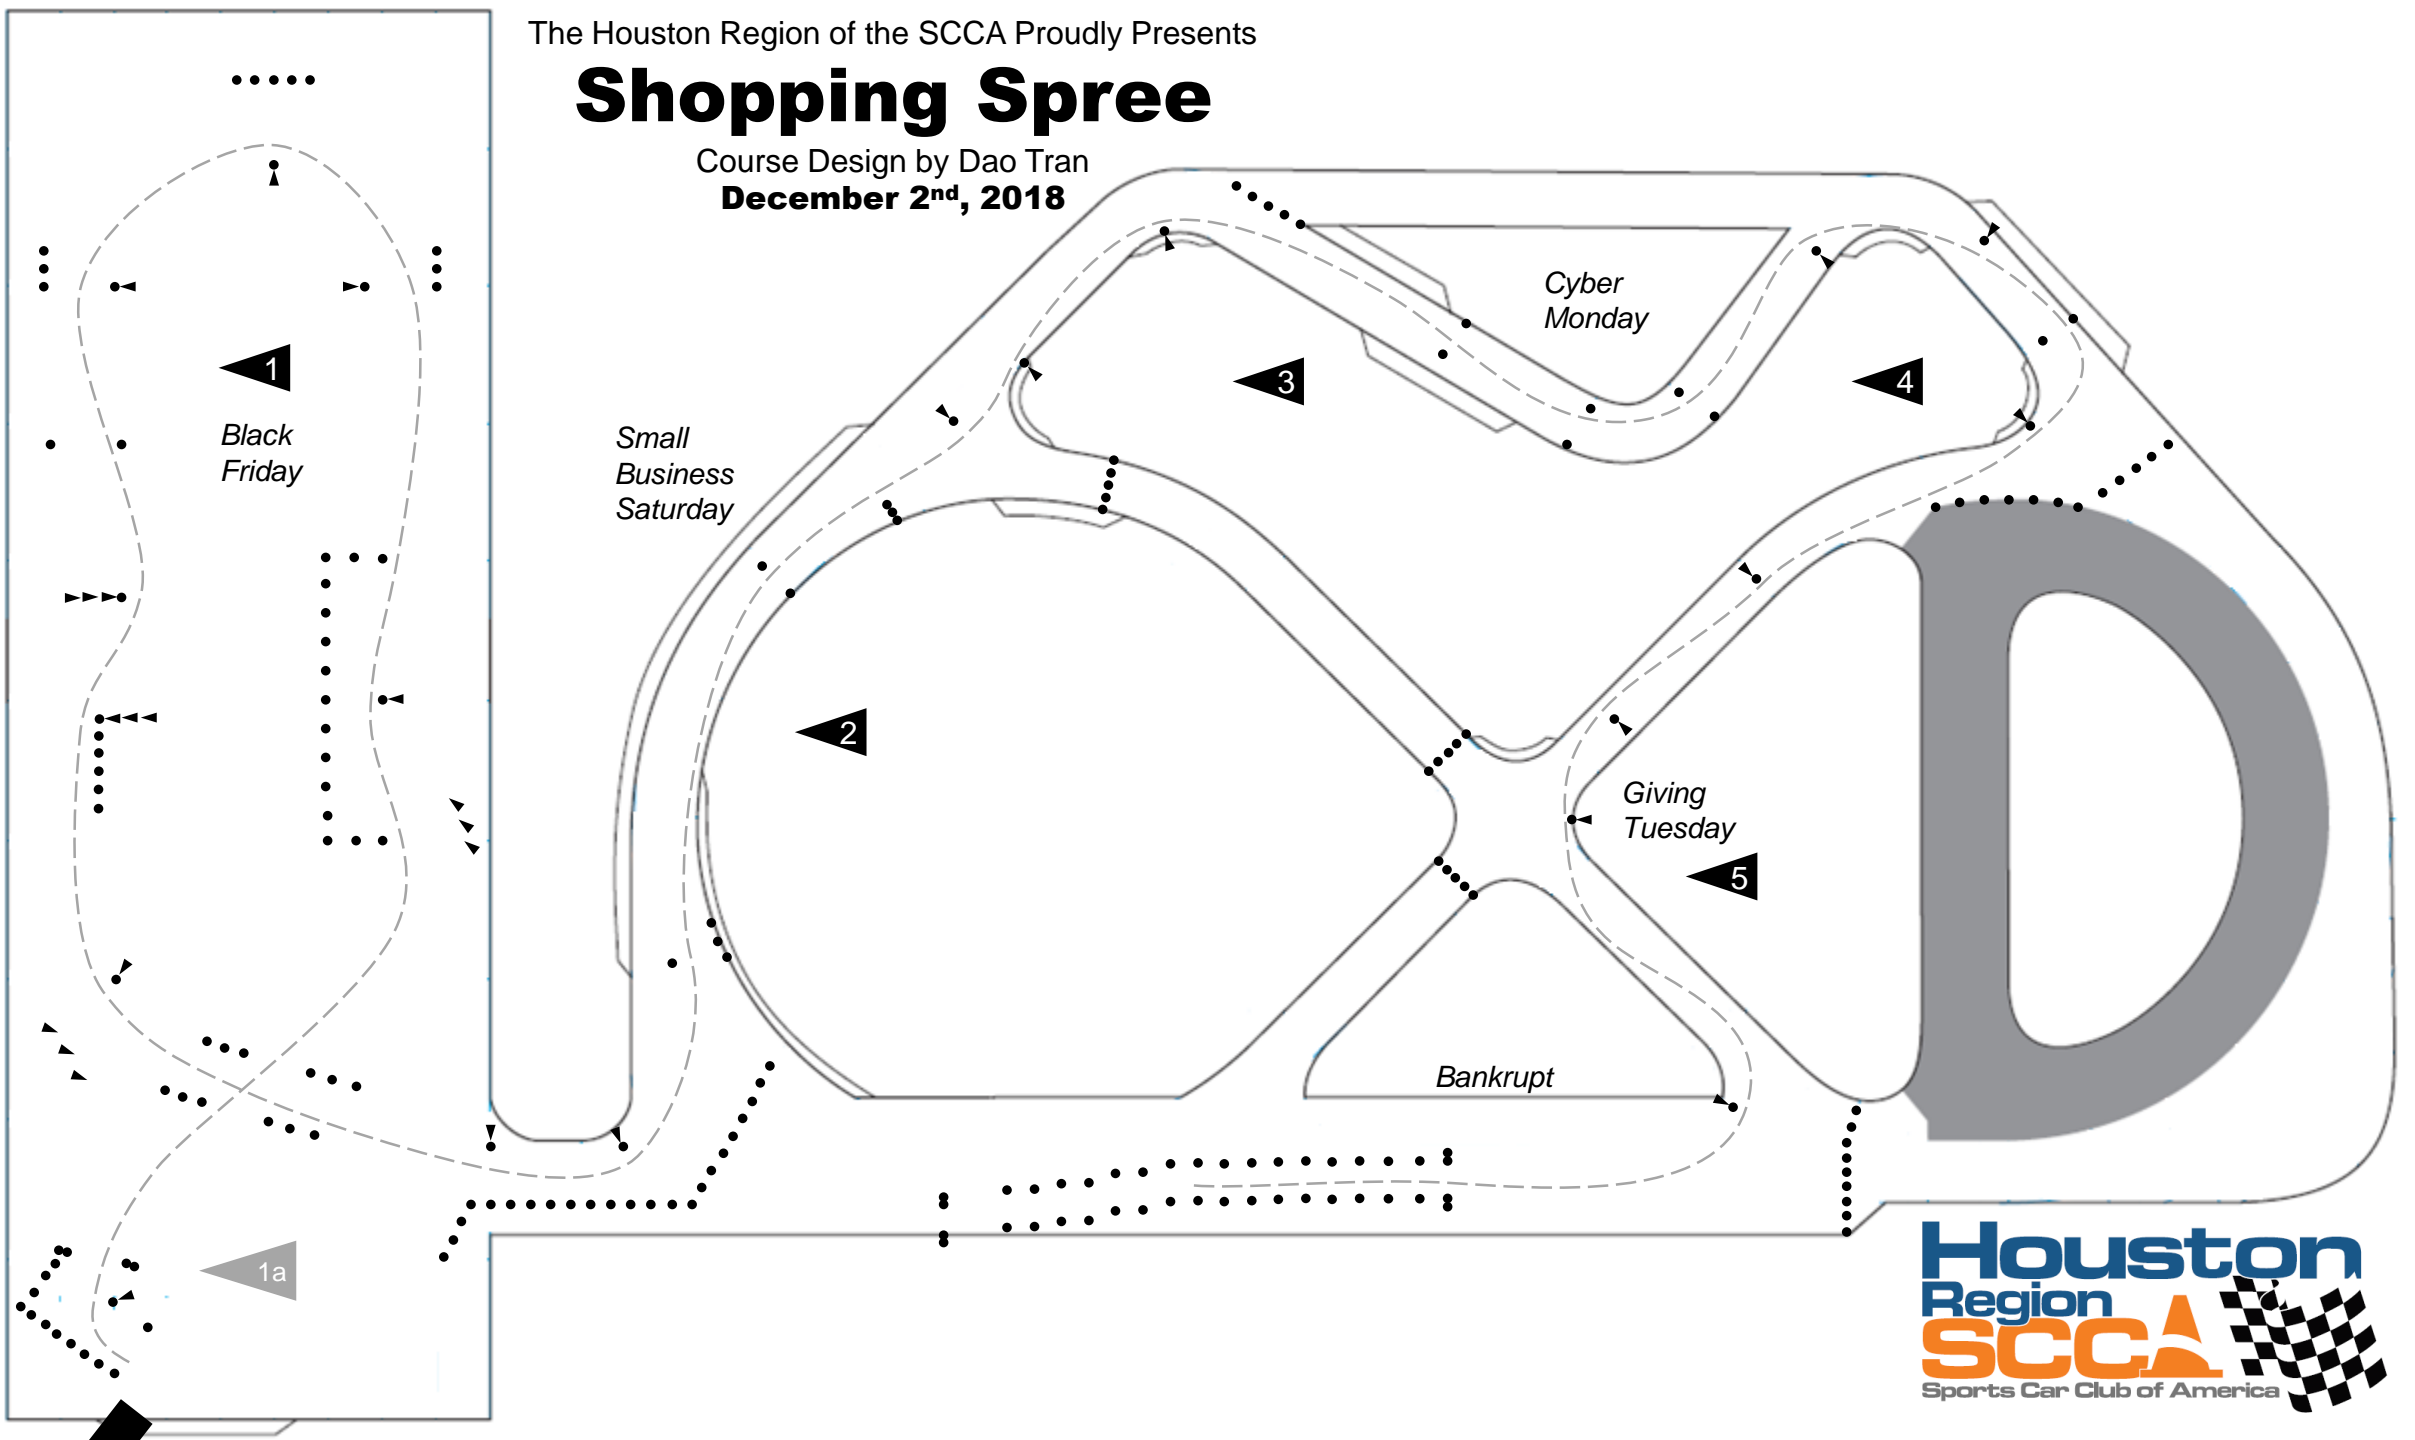 The Houston Region of the SCCA Proudly Presents
Shopping Spree
Course Design by Dao Tran
December 2nd, 2018
Cyber
Monday
1
3
4
Black
Friday
Small
Business
Saturday
2
Giving
Tuesday
5
Bankrupt
1a
Houston
Region
SCCA
Sports Car Club of America